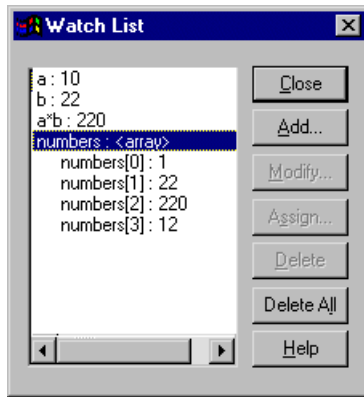 Watch List
a : 10
b : 22
a*b : 220
numbers : <array>
numbers[0] : 1
numbers[1] : 22
numbers[2] : 220
numbers[3] : 12
Close
Add...
Modify...
Assign...
Delete
Delete All
Help